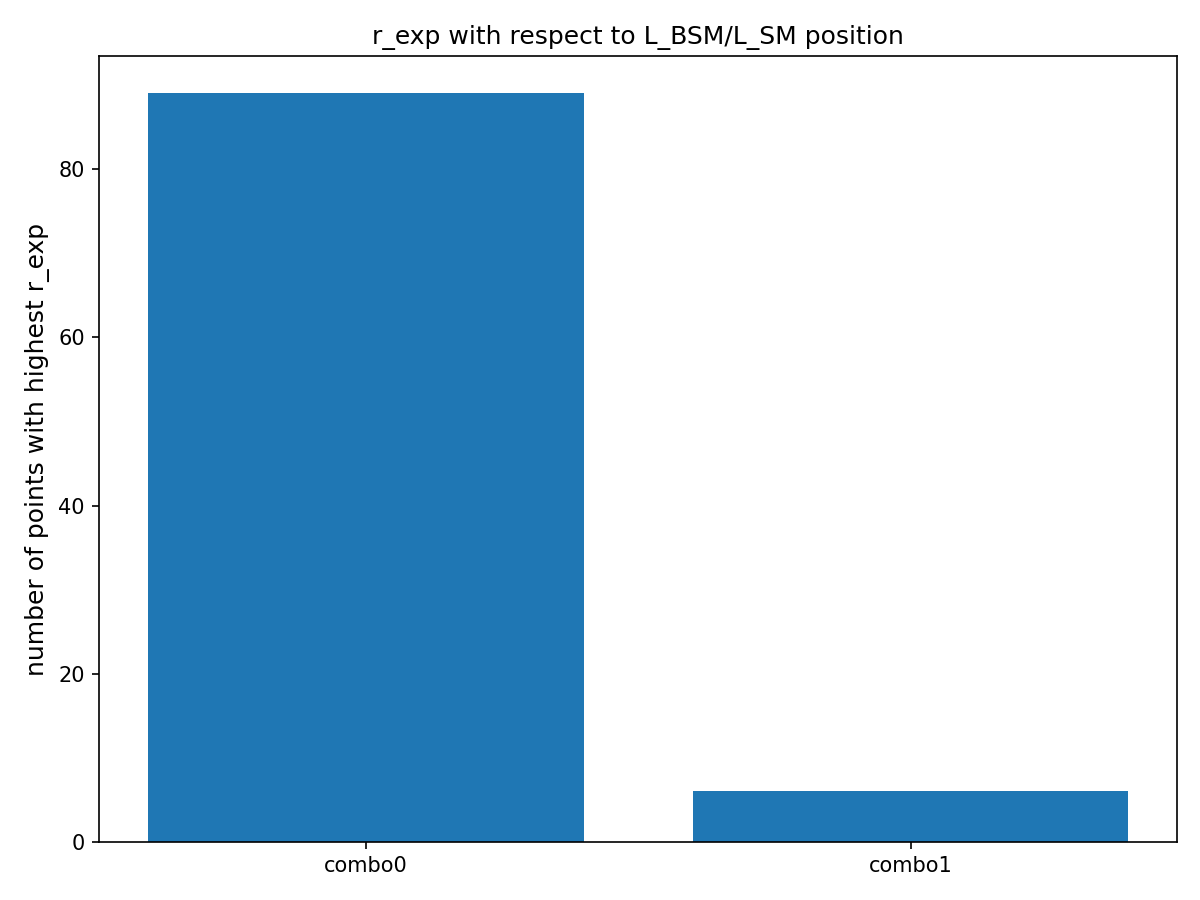 r_exp with respect to L_BSM/L_SM position
number of points with highest r_exp
80
60
40
20
0
combo0
combo1